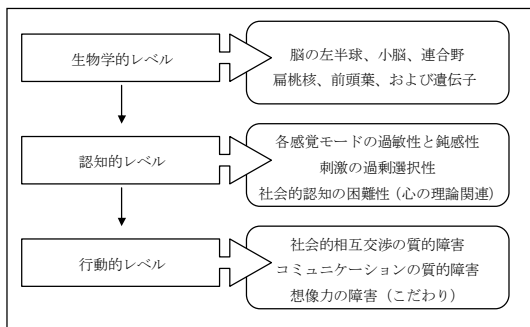 生物学的レベル
脳の左半球、小脳、連合野
扁桃核、前頭葉、および遺伝子
認知的レベル
各感覚モードの過敏性と鈍感性
刺激の過剰選択性
社会的認知の困難性(心の理論関連)
行動的レベル
社会的相互交渉の質的障害
コミュニケーションの質的障害
想像力の障害(こだわり)